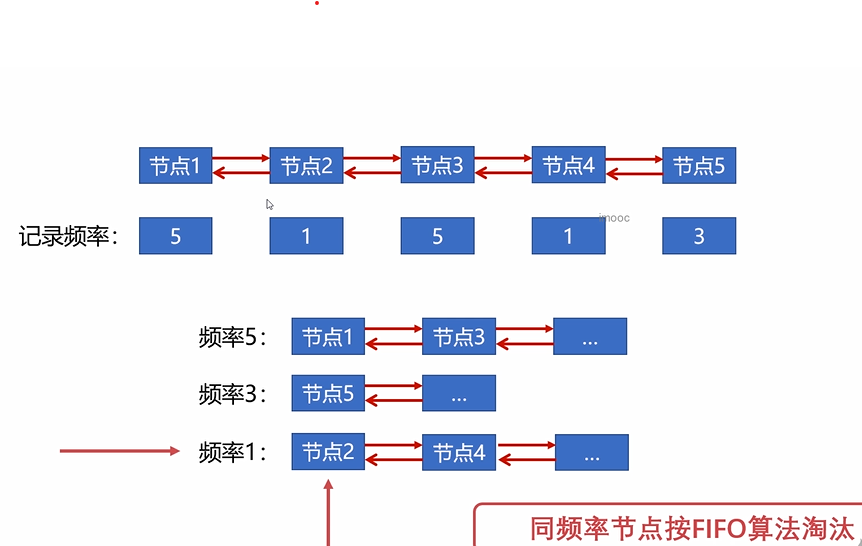 节点1 节点2 节点3 节点4 节点5
imooc
记录频率： 5 1 5 1 3
频率5： 节点1 节点3 ...
频率3： 节点5 ...
频率1： 节点2 节点4 ...
同频率节点按FIFO算法淘汰